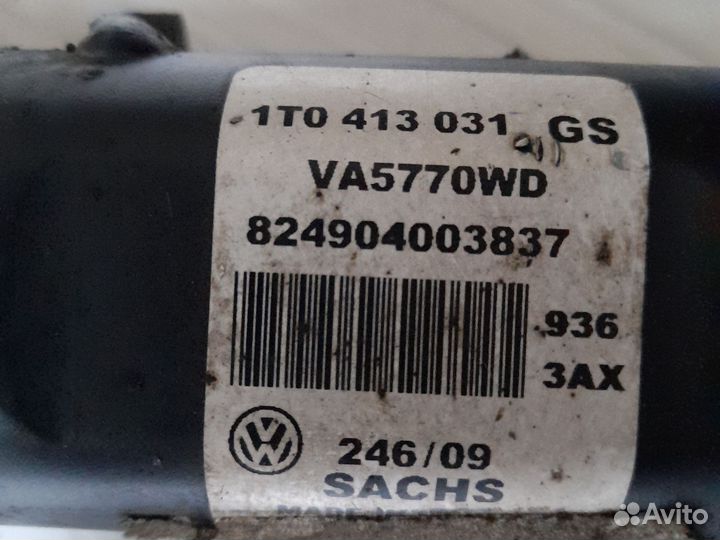 1T0 413 031 GS
VA5770WD
824904003837
936
3AX
246/09
SACHS
Avito